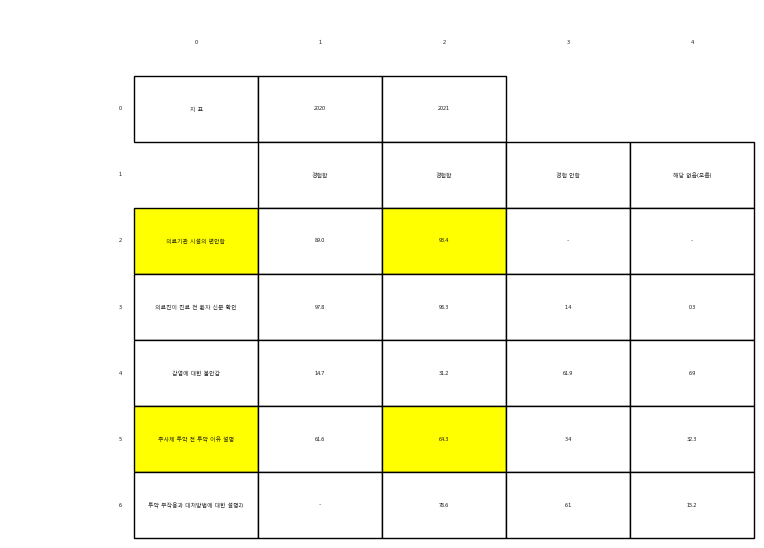 0 1 2 3 4
0 지 표 2020 2021
1 경험함 경험함 경험 안함 해당 없음(모름)
2 의료기관 시설의 편안함 89.0 93.4 - -
3 의료진이 진료 전 환자 신분 확인 97.8 98.3 1.4 0.3
4 감염에 대한 불안감 14.7 31.2 61.9 6.9
5 주사제 투약 전 투약 이유 설명 61.6 64.3 3.4 32.3
6 투약 부작용과 대처방법에 대한 설명2) - 78.6 6.1 15.2